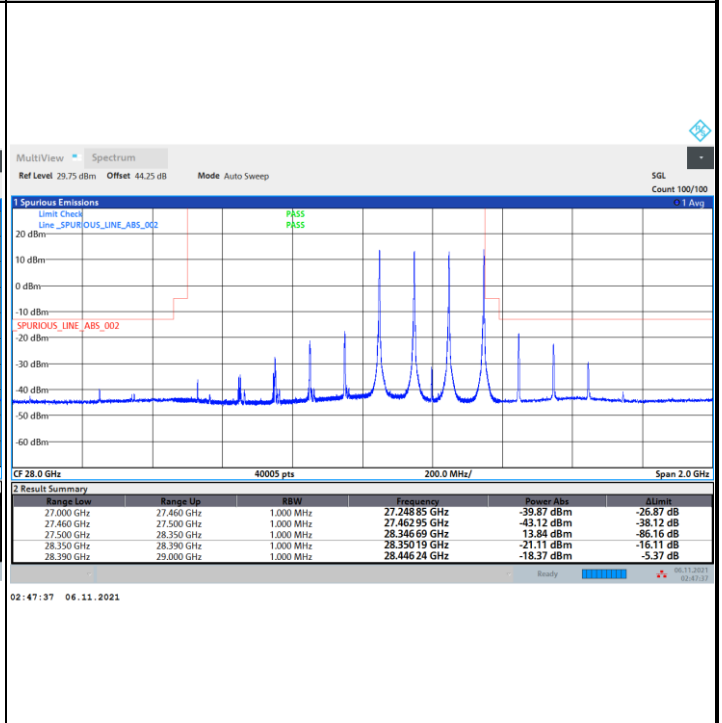 MultiView Spectrum
Ref Level 29.75 dBm Offset 44.25 dB Mode Auto Sweep SGL
Count 100/100
1 Spurious Emissions 1 Avg
Limit Check PASS
Line _SPURIOUS_LINE_ABS_002 PASS
20 dBm
10 dBm
0 dBm
-10 dBm
_SPURIOUS_LINE_ABS_002
-20 dBm
-30 dBm
-40 dBm
-50 dBm
-60 dBm
CF 28.0 GHz 40005 pts 200.0 MHz/ Span 2.0 GHz
2 Result Summary
Range Low Range Up RBW Frequency Power Abs ΔLimit
27.000 GHz 27.460 GHz 1.000 MHz 27.248 85 GHz -39.87 dBm -26.87 dB
27.460 GHz 27.500 GHz 1.000 MHz 27.462 95 GHz -43.12 dBm -38.12 dB
27.500 GHz 28.350 GHz 1.000 MHz 28.346 69 GHz 13.84 dBm -86.16 dB
28.350 GHz 28.390 GHz 1.000 MHz 28.350 19 GHz -21.11 dBm -16.11 dB
28.390 GHz 29.000 GHz 1.000 MHz 28.446 24 GHz -18.37 dBm -5.37 dB
Ready 06.11.2021
02:47:37
02:47:37 06.11.2021